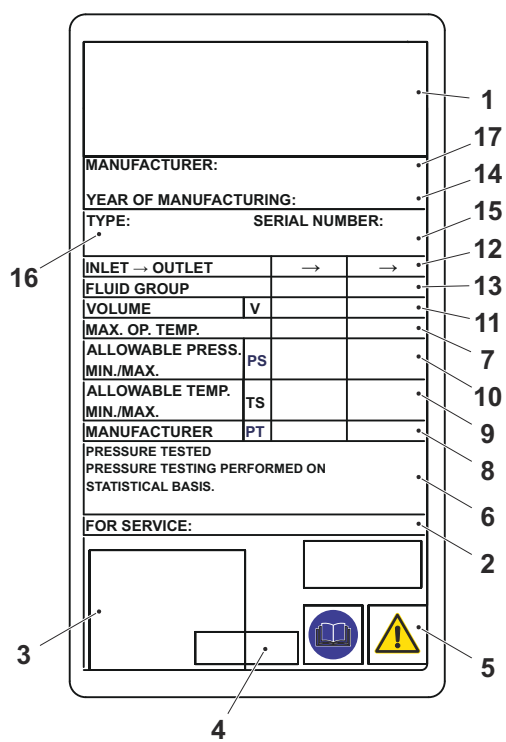 1
MANUFACTURER:
17
YEAR OF MANUFACTURING:
14
TYPE: SERIAL NUMBER:
15
16
INLET → OUTLET → →
12
FLUID GROUP
13
VOLUME V
11
MAX. OP. TEMP.
7
ALLOWABLE PRESS.
MIN./MAX.
PS
10
ALLOWABLE TEMP.
MIN./MAX.
TS
9
MANUFACTURER PT
8
PRESSURE TESTED
PRESSURE TESTING PERFORMED ON
STATISTICAL BASIS.
6
FOR SERVICE:
2
3
4
5